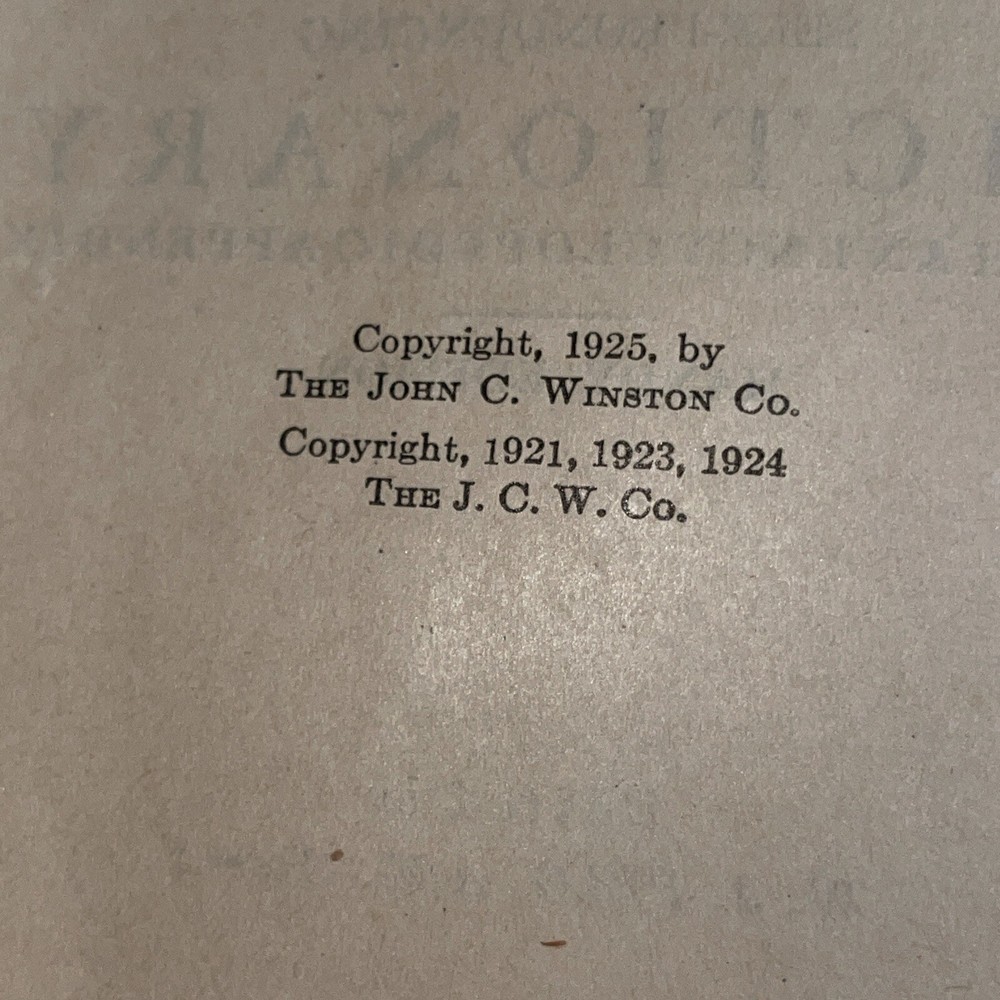 Copyright, 1925, by
THE JOHN C. WINSTON CO.
Copyright, 1921, 1923, 1924
THE J. C. W. Co.